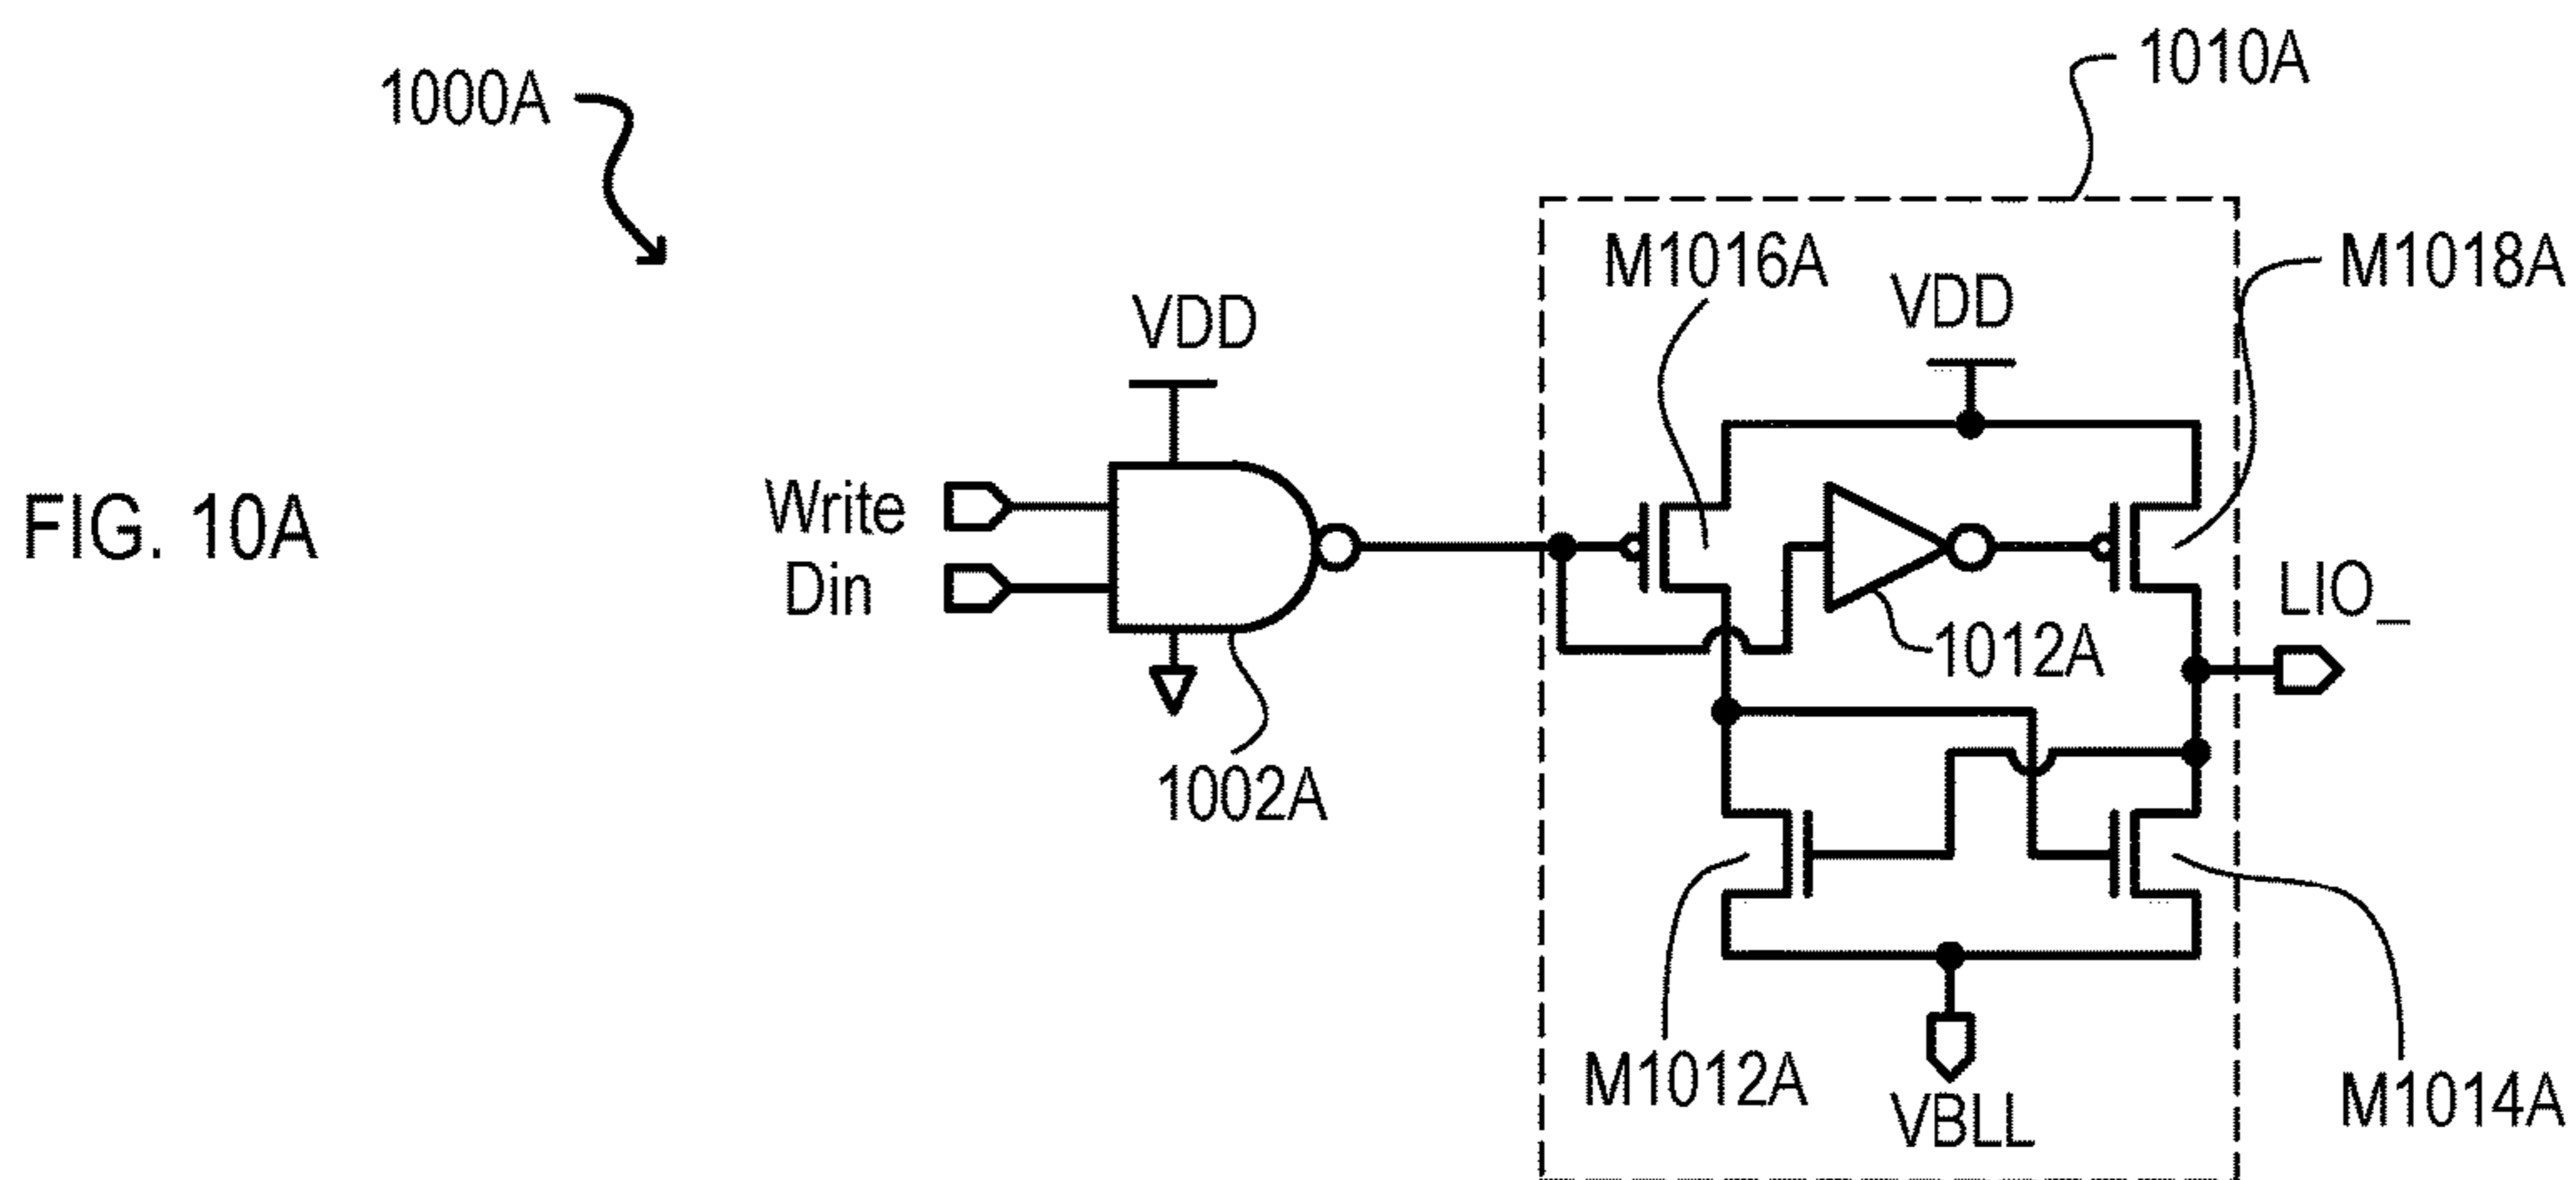 1010A
1000A
M1016A
M1018A
VDD
VDD
Write
Din
FIG. 10A
LIO_
1012A
1002A
M1012A
M1014A
VBLL